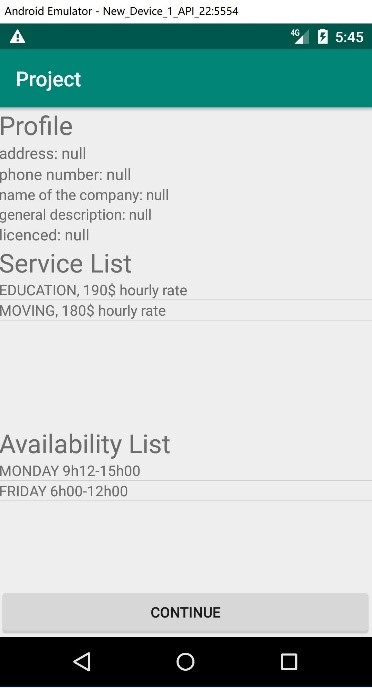 Android Emulator - New_Device_1_API_22:5554
4G 5:45
Project
Profile
address: null
phone number: null
name of the company: null
general description: null
licenced: null
Service List
EDUCATION, 190$ hourly rate
MOVING, 180$ hourly rate
Availability List
MONDAY 9h12-15h00
FRIDAY 6h00-12h00
CONTINUE